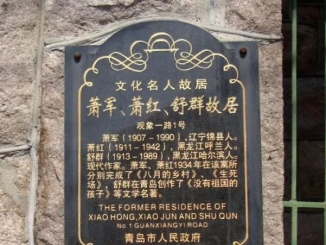 文化名人故居
萧军、萧红、舒群故居
观象一路1号
萧军（1907－1990），辽宁锦县人。
萧红（1911－1942），黑龙江呼兰人。
舒群（1913－1989），黑龙江哈尔滨人。
现代作家。萧军、萧红1934年在该寓所
分别完成了《八月的乡村》、《生死
场》，舒群在青岛创作了《没有祖国的
孩子》等文学名著。
THE FORMER RESIDENCE OF
XIAO HONG, XIAO JUN AND SHU QUN
No.1 GUANXIANGYI ROAD
青岛市人民政府